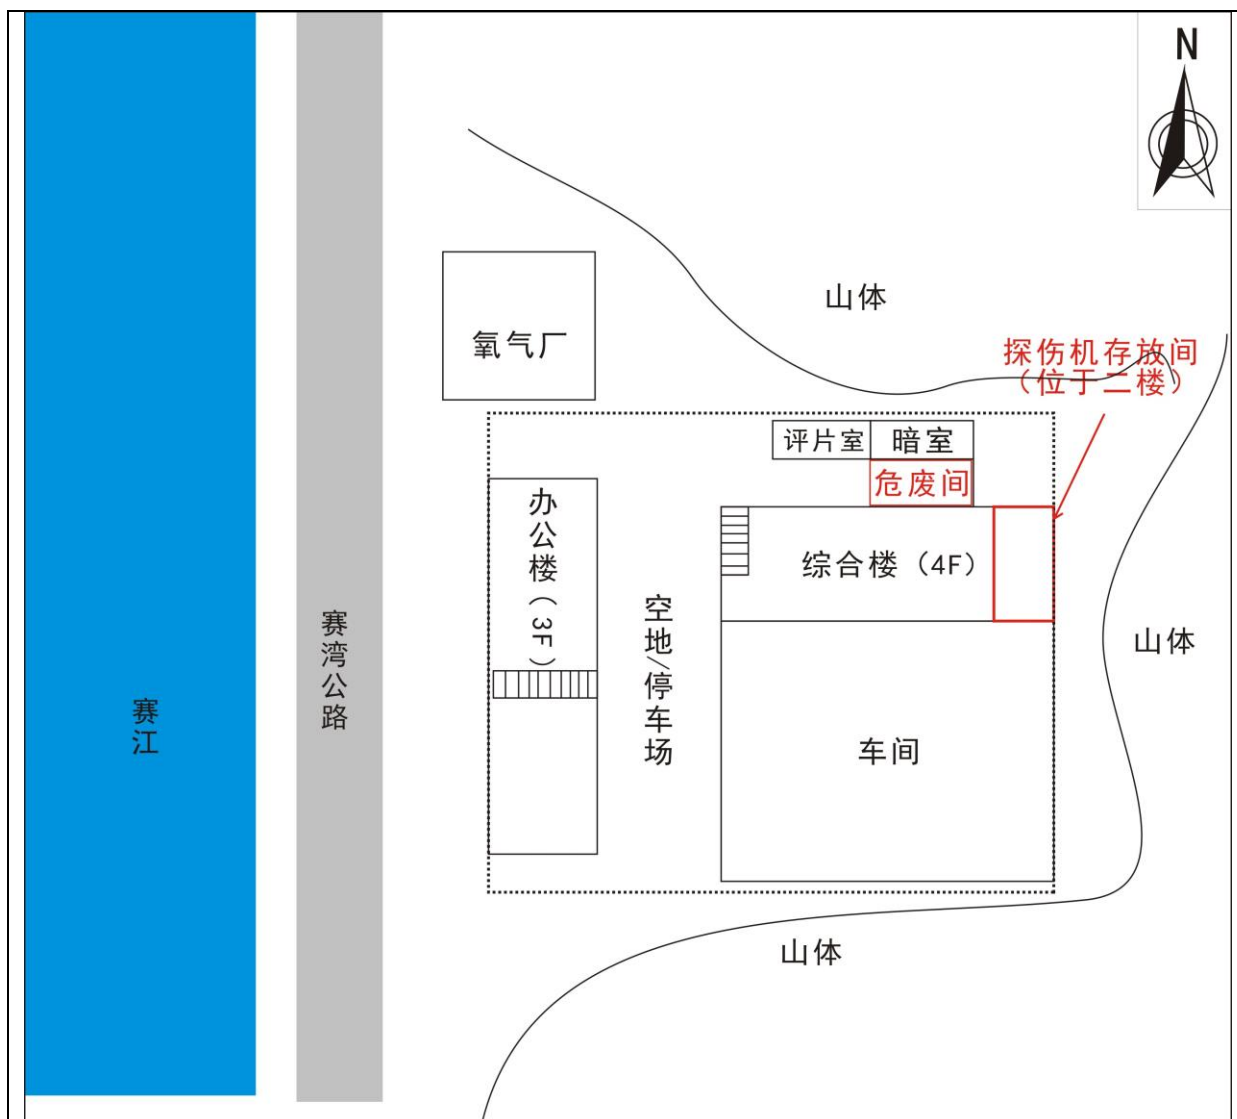 N
山体
氧气厂
探伤机存放间
（位于二楼）
评片室
暗室
危废间
办公楼（3F）
综合楼（4F）
空地/停车场
赛湾公路
山体
赛江
车间
山体